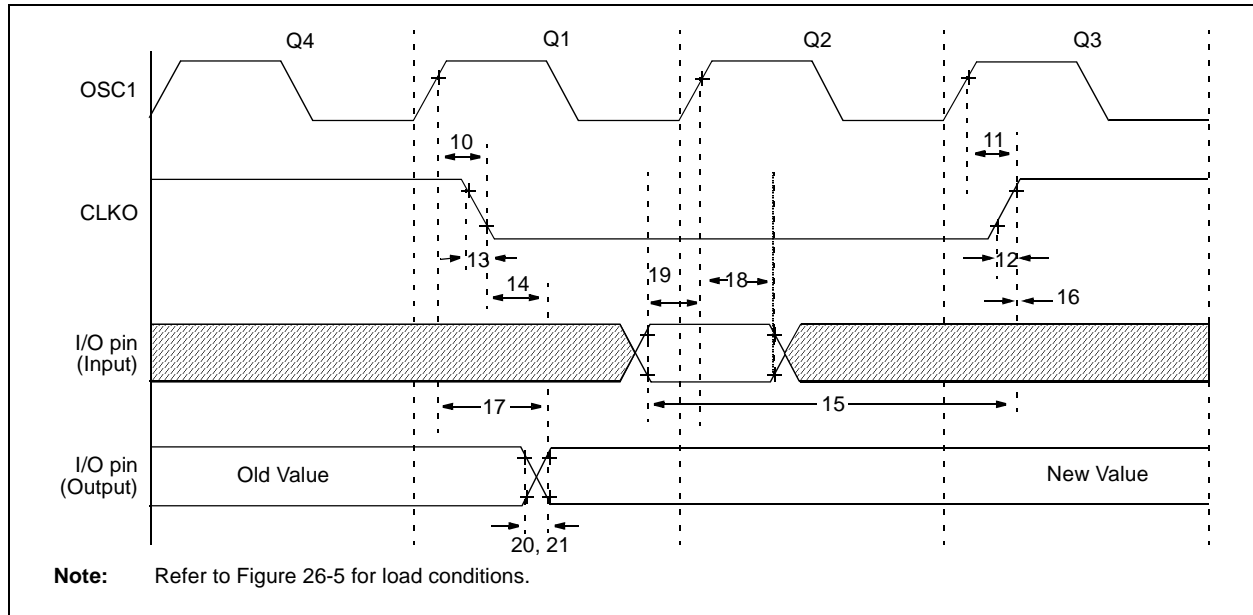 Q4 Q1 Q2 Q3
OSC1
10 11
CLKO
13 12
14 19 18 16
I/O pin
(Input)
17 15
I/O pin
(Output)
Old Value New Value
20, 21
Note: Refer to Figure 26-5 for load conditions.